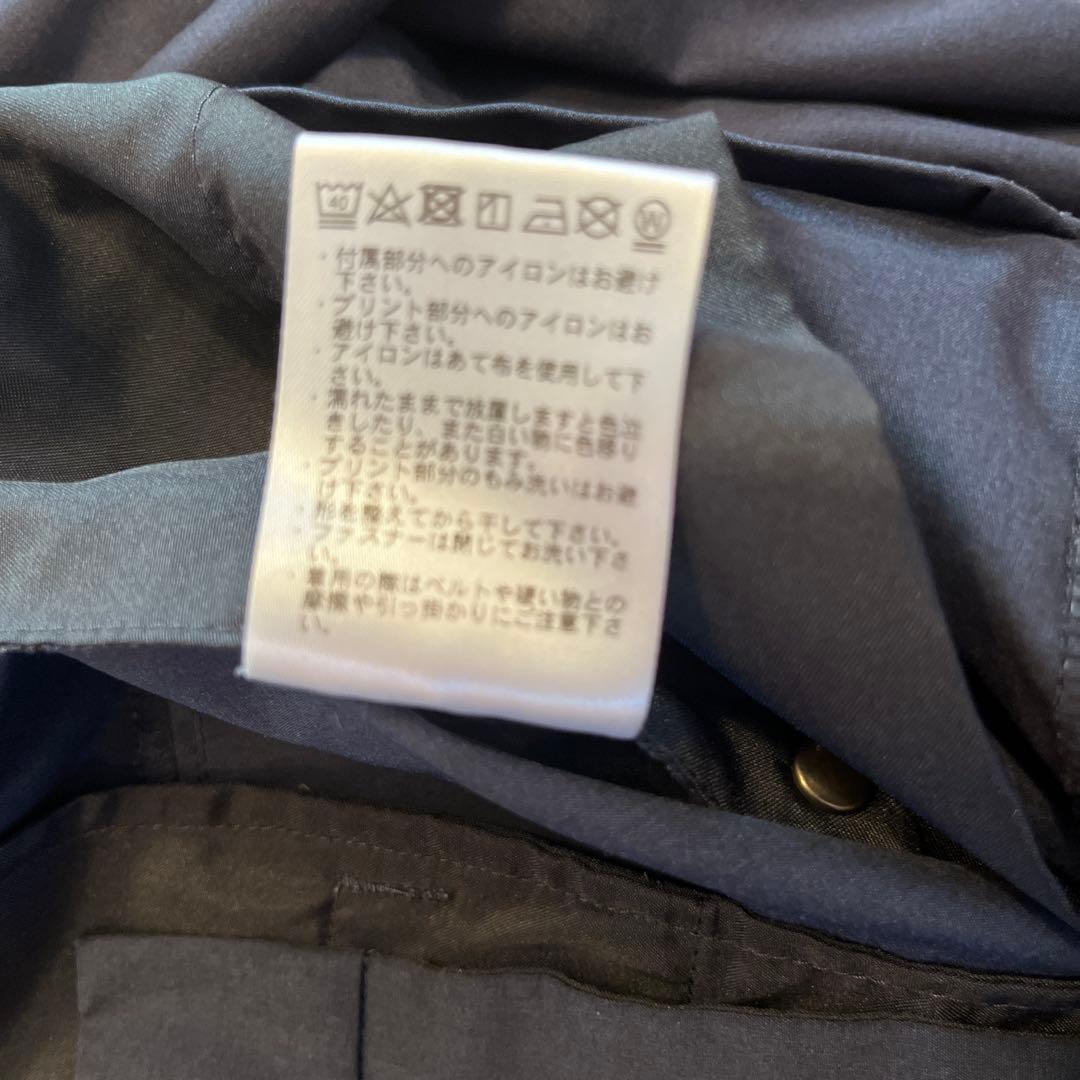 40 W
・付属部分へのアイロンはお避け
下さい。
・プリント部分へのアイロンはお
避け下さい。
・アイロンはあて布を使用して下
さい。
・濡れたままで放置しますと色泣
きしたり、また白い物に色移り
することがあります。
・プリント部分のもみ洗いはお避
け下さい。
・形を整えてから干して下さい。
・ファスナーは閉じてお洗い下さ
い。
・着用の際はベルトや硬い物との
摩擦や引っ掛かりにご注意下さ
い。